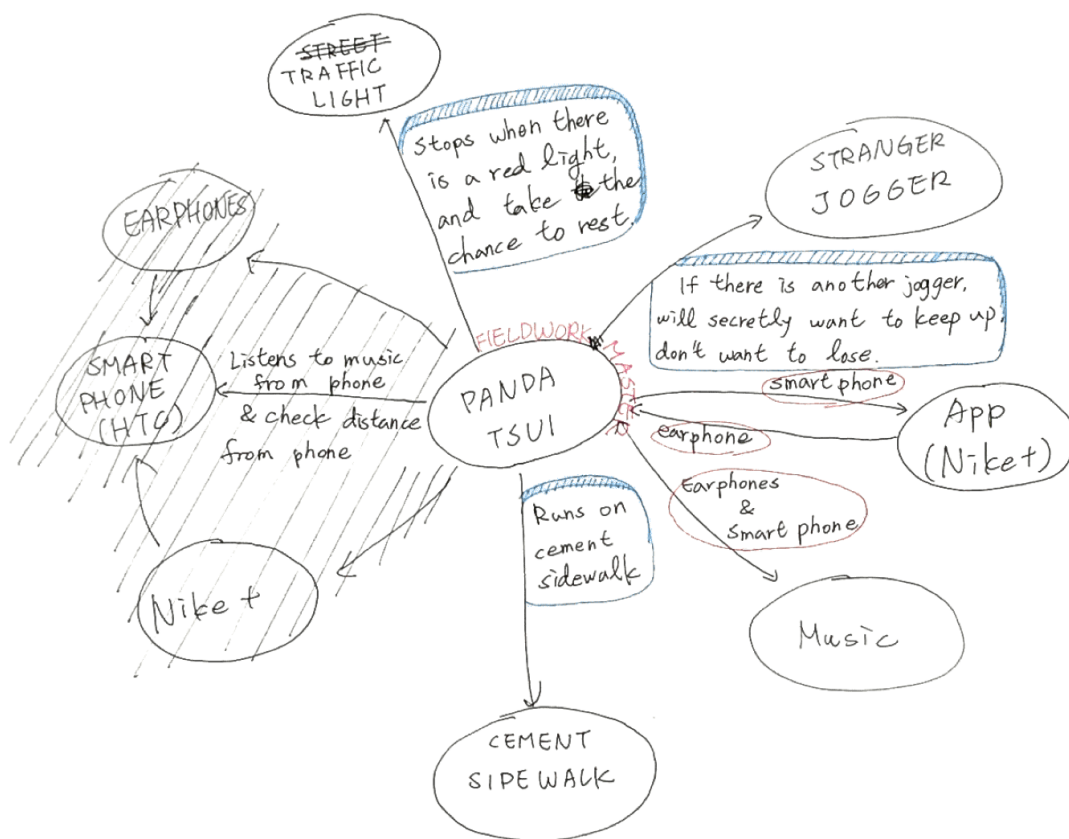 STREET
TRAFFIC
LIGHT
Stops when there
is a red light,
and take the
chance to rest.
STRANGER
JOGGER
If there is another jogger,
will secretly want to keep up,
don't want to lose.
EARPHONES
SMART
PHONE
(HTC)
Listens to music
from phone
& check distance
from phone
Nike +
FIELDWORK MASTER
PANDA
TSUI
smart phone
earphone
App
(Nike+)
Earphones
&
Smart phone
Music
Runs on
cement
sidewalk
CEMENT
SIDEWALK